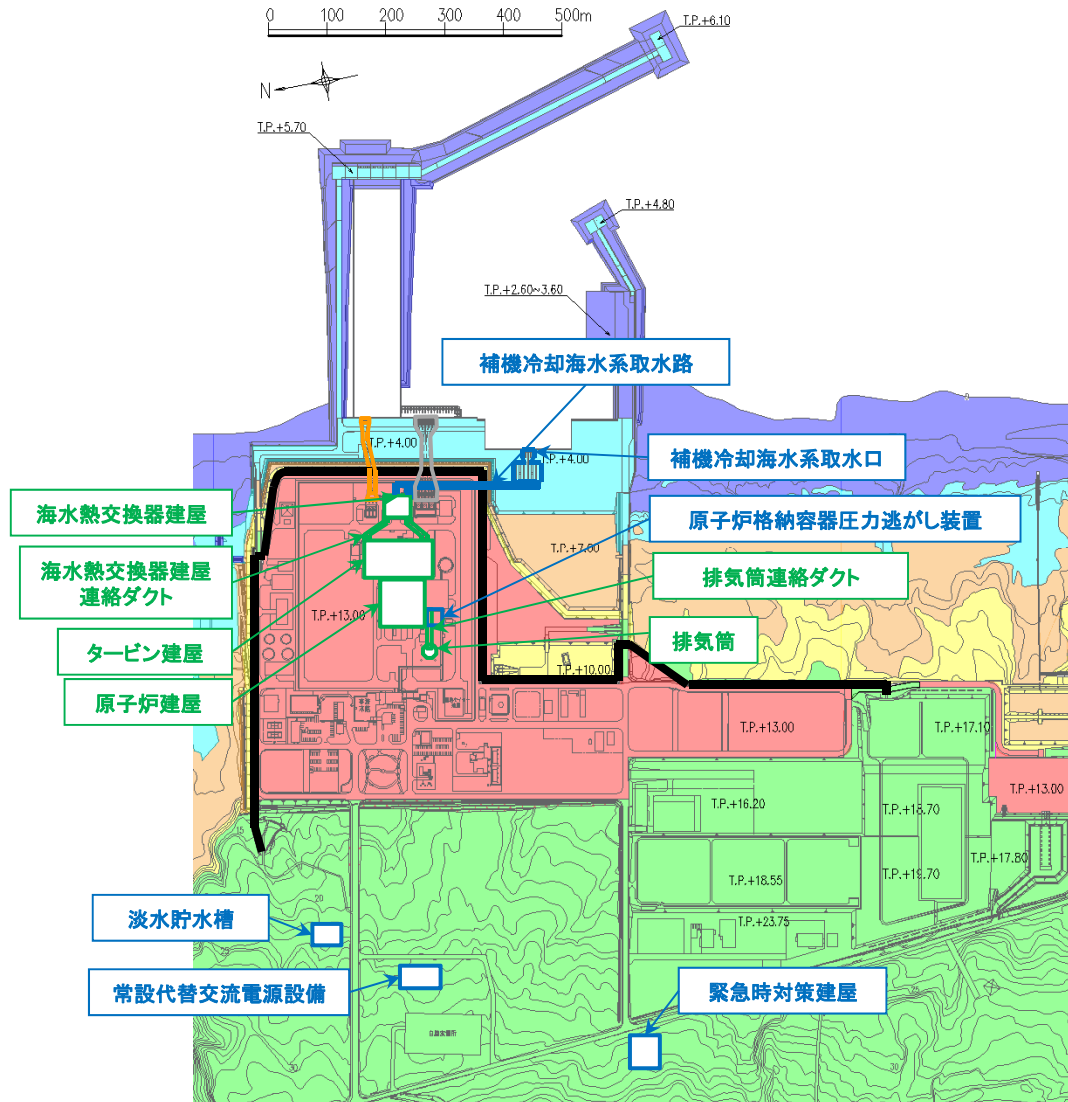 0 100 200 300 400 500m
T.P.+6.10
N
T.P.+5.70
T.P.+4.80
T.P.+2.60~3.60
補機冷却海水系取水路
T.P.+4.00
補機冷却海水系取水口
T.P.+4.00
海水熱交換器建屋
原子炉格納容器圧力逃がし装置
T.P.+7.00
海水熱交換器建屋
連絡ダクト
排気筒連絡ダクト
T.P.+13.00
タービン建屋
排気筒
T.P.+10.00
原子炉建屋
T.P.+13.00
T.P.+17.10
T.P.+13.00
T.P.+16.20
T.P.+18.70
15
T.P.+17.80
T.P.+19.70
T.P.+18.55
20
淡水貯水槽
T.P.+23.75
25
常設代替交流電源設備
緊急時対策建屋
25
30
30